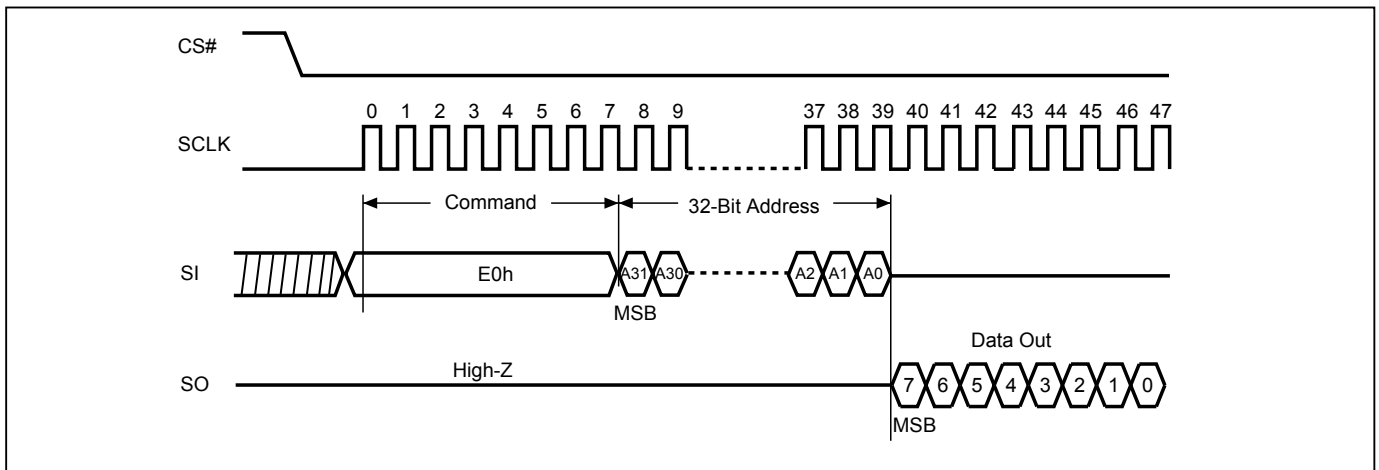 CS#
0 1 2 3 4 5 6 7 8 9 37 38 39 40 41 42 43 44 45 46 47
SCLK
Command 32-Bit Address
SI E0h A31 A30 A2 A1 A0
MSB
Data Out
High-Z
SO 7 6 5 4 3 2 1 0
MSB